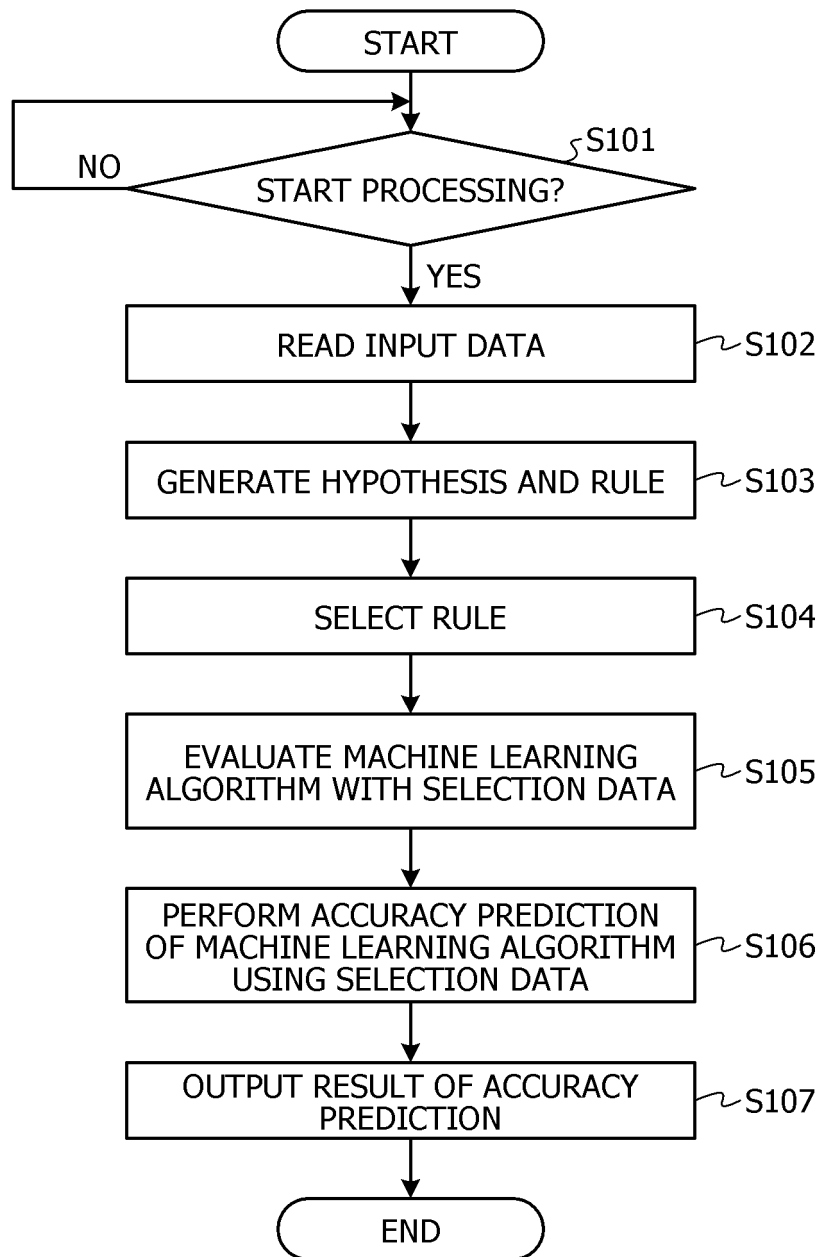 START
S101
NO
START PROCESSING?
YES
READ INPUT DATA
S102
GENERATE HYPOTHESIS AND RULE
S103
SELECT RULE
S104
EVALUATE MACHINE LEARNING
ALGORITHM WITH SELECTION DATA
S105
PERFORM ACCURACY PREDICTION
OF MACHINE LEARNING ALGORITHM
USING SELECTION DATA
S106
OUTPUT RESULT OF ACCURACY
PREDICTION
S107
END